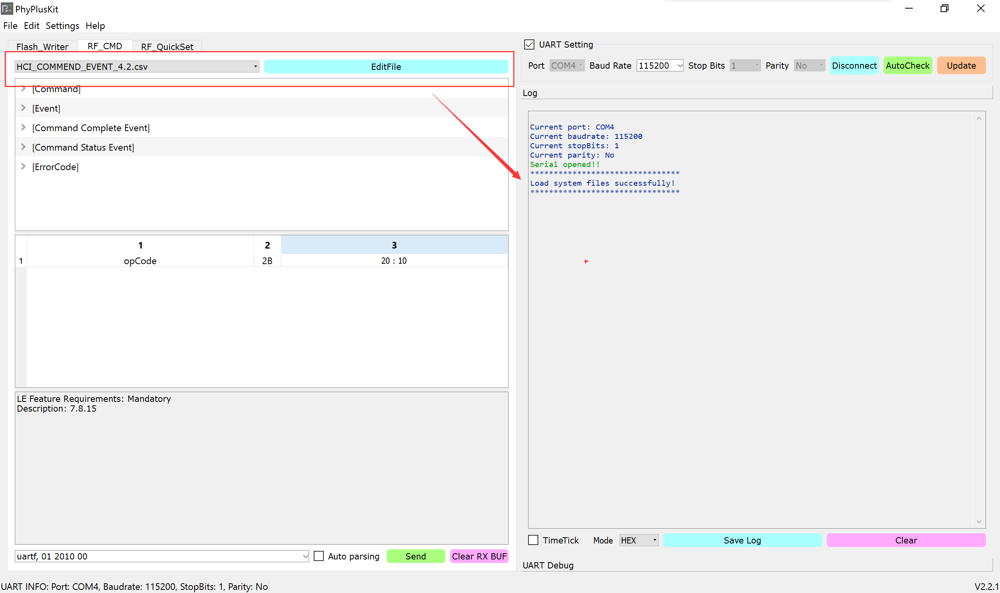 PhyPlusKit
File Edit Settings Help
Flash_Writer RF_CMD RF_QuickSet
HCI_COMMEND_EVENT_4.2.csv EditFile
[Command]
[Event]
[Command Complete Event]
[Command Status Event]
[ErrorCode]
1 2 3
1 opCode 2B 20 : 10
LE Feature Requirements: Mandatory
Description: 7.8.15
uartf, 01 2010 00 Auto parsing Send Clear RX BUF
UART Setting
Port COM4 Baud Rate 115200 Stop Bits 1 Parity No Disconnect AutoCheck Update
Log
Current port: COM4
Current baudrate: 115200
Current stopBits: 1
Current parity: No
Serial opened!!
********************************
Load system files successfully!
********************************
TimeTick Mode HEX Save Log Clear
UART Debug
UART INFO: Port: COM4, Baudrate: 115200, StopBits: 1, Parity: No
V2.2.1